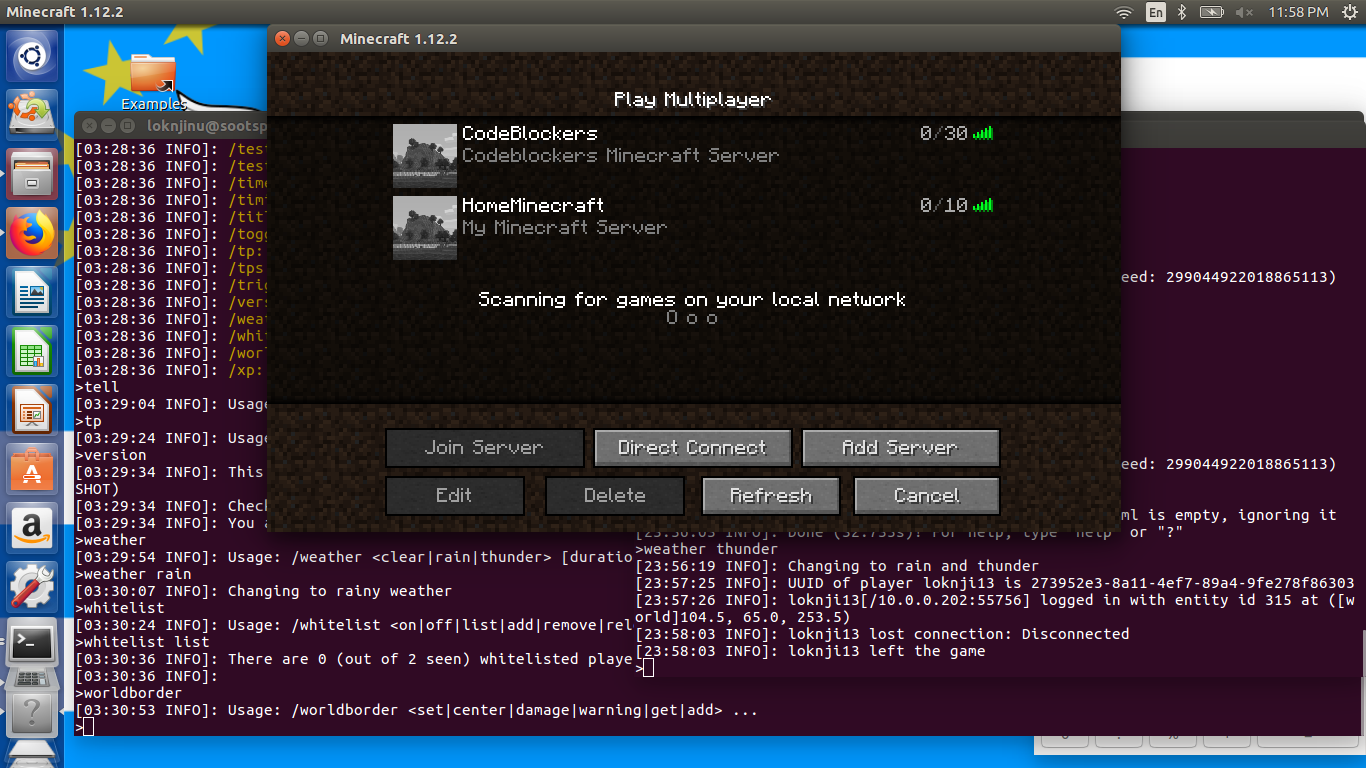 Minecraft 1.12.2
En
11:58 PM
Examples
Minecraft 1.12.2
Play Multiplayer
CodeBlockers
0/30
Codeblockers Minecraft Server
HomeMinecraft
0/10
My Minecraft Server
Scanning for games on your local network
O o o
Join Server
Direct Connect
Add Server
Edit
Delete
Refresh
Cancel
loknjinu@sootsp
[03:28:36 INFO]: /test
[03:28:36 INFO]: /test
[03:28:36 INFO]: /time
[03:28:36 INFO]: /timi
[03:28:36 INFO]: /titl
[03:28:36 INFO]: /togg
[03:28:36 INFO]: /tp:
[03:28:36 INFO]: /tps
[03:28:36 INFO]: /trig
[03:28:36 INFO]: /vers
[03:28:36 INFO]: /weat
[03:28:36 INFO]: /whit
[03:28:36 INFO]: /worl
[03:28:36 INFO]: /xp:
>tell
[03:29:04 INFO]: Usage
>tp
[03:29:24 INFO]: Usage
>version
[03:29:34 INFO]: This
SHOT)
[03:29:34 INFO]: Check
[03:29:34 INFO]: You a
>weather
[03:29:54 INFO]: Usage: /weather <clear|rain|thunder> [duratio
>weather rain
[03:30:07 INFO]: Changing to rainy weather
>whitelist
[03:30:24 INFO]: Usage: /whitelist <on|off|list|add|remove|rel
>whitelist list
[03:30:36 INFO]: There are 0 (out of 2 seen) whitelisted playe
[03:30:36 INFO]:
>worldborder
[03:30:53 INFO]: Usage: /worldborder <set|center|damage|warning|get|add> ...
>
eed: 299044922018865113)
eed: 299044922018865113)
ml is empty, ignoring it
[23:56:05 INFO]: Done (32.733s)! For help, type "help" or "?"
>weather thunder
[23:56:19 INFO]: Changing to rain and thunder
[23:57:25 INFO]: UUID of player loknji13 is 273952e3-8a11-4ef7-89a4-9fe278f86303
[23:57:26 INFO]: loknji13[/10.0.0.202:55756] logged in with entity id 315 at ([w
orld]104.5, 65.0, 253.5)
[23:58:03 INFO]: loknji13 lost connection: Disconnected
[23:58:03 INFO]: loknji13 left the game
>